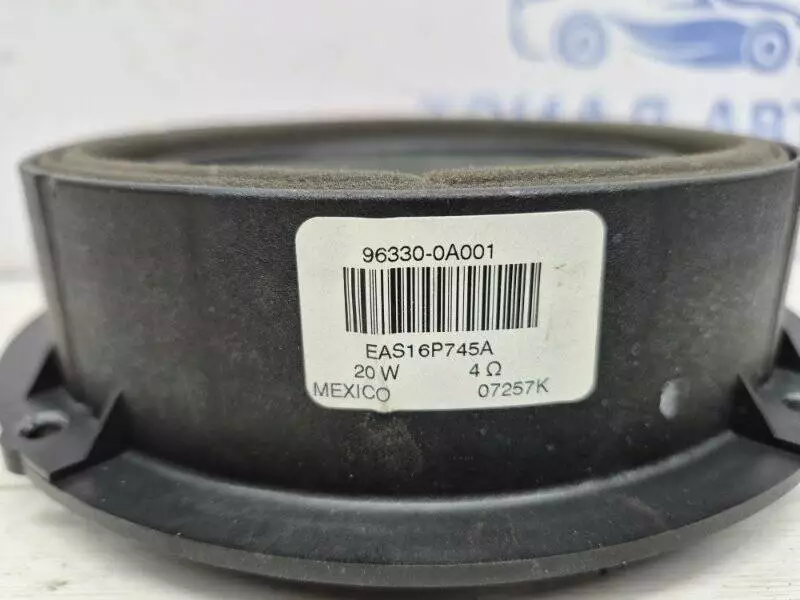 96330-0A001
EAS16P745A
20 W 4 Ω
MEXICO 07257K